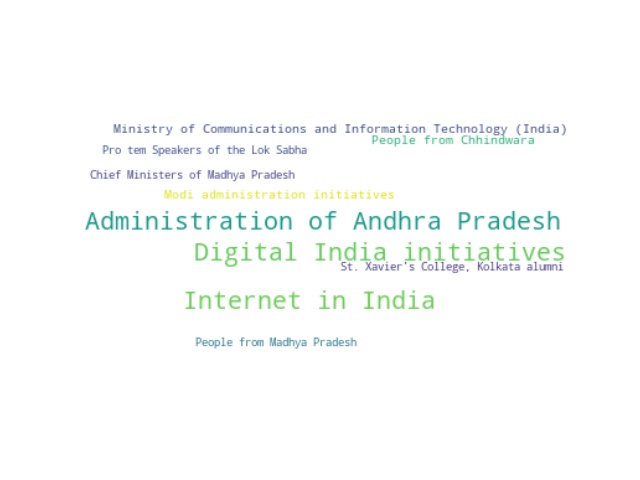 Ministry of Communications and Information Technology (India)
People from Chhindwara
Pro tem Speakers of the Lok Sabha
Chief Ministers of Madhya Pradesh
Modi administration initiatives
Administration of Andhra Pradesh
Digital India initiatives
St. Xavier's College, Kolkata alumni
Internet in India
People from Madhya Pradesh